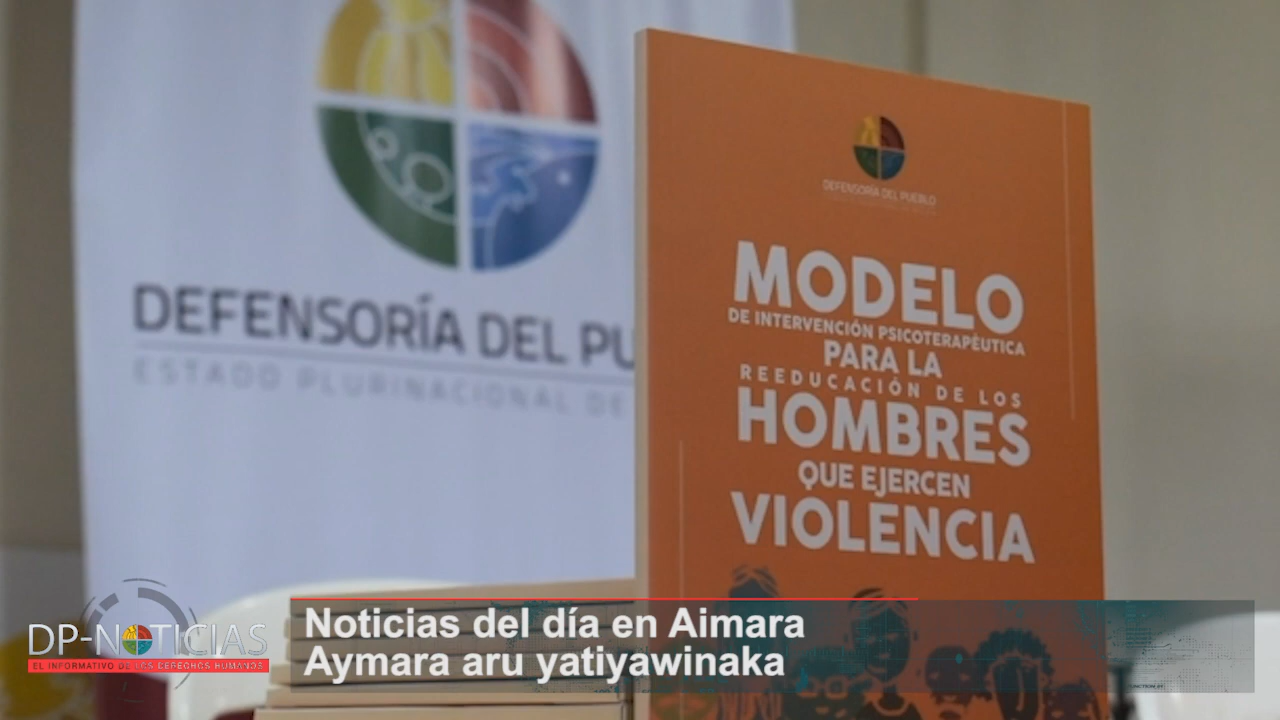 DEFENSORÍA DEL PU
ESTADO PLURINACIONAL DE
DEFENSORÍA DEL PUEBLO
MODELO
DE INTERVENCIÓN PSICOTERAPÉUTICA
PARA LA
REEDUCACIÓN DE LOS
HOMBRES
QUE EJERCEN
VIOLENCIA
DP-NOTICIAS
EL INFORMATIVO DE LOS DERECHOS HUMANOS
Noticias del día en Aimara
Aymara aru yatiyawinaka